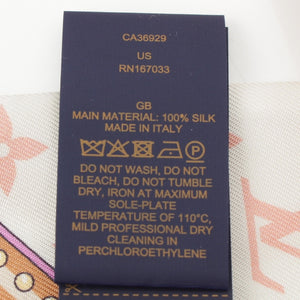 CA36929
US
RN167033
GB
MAIN MATERIAL: 100% SILK
MADE IN ITALY
DO NOT WASH, DO NOT
BLEACH, DO NOT TUMBLE
DRY, IRON AT MAXIMUM
SOLE-PLATE
TEMPERATURE OF 110°C,
MILD PROFESSIONAL DRY
CLEANING IN
PERCHLOROETHYLENE